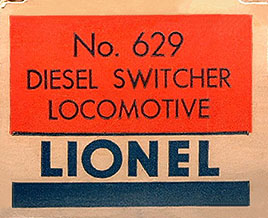 No. 629
DIESEL SWITCHER
LOCOMOTIVE
LIONEL